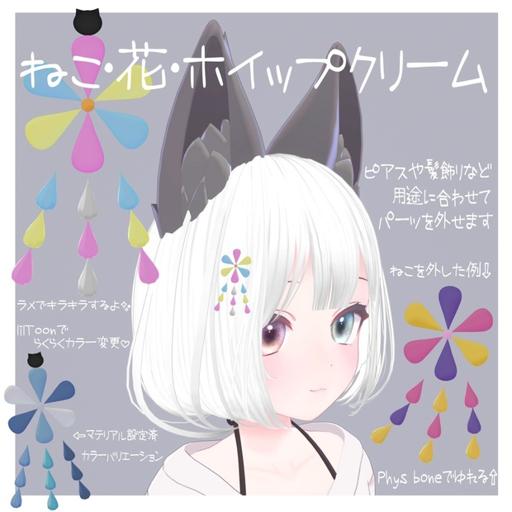 ねこ・花・ホイップクリーム
ピアスや髪飾りなど
用途に合わせて
パーツを外せます
ねこを外した例⇩
ラメでキラキラするよ✨
MToonで
らくらくカラー変更♡
⇦マテリアル設定済
カラーバリエーション
Phys boneでゆれる⇧